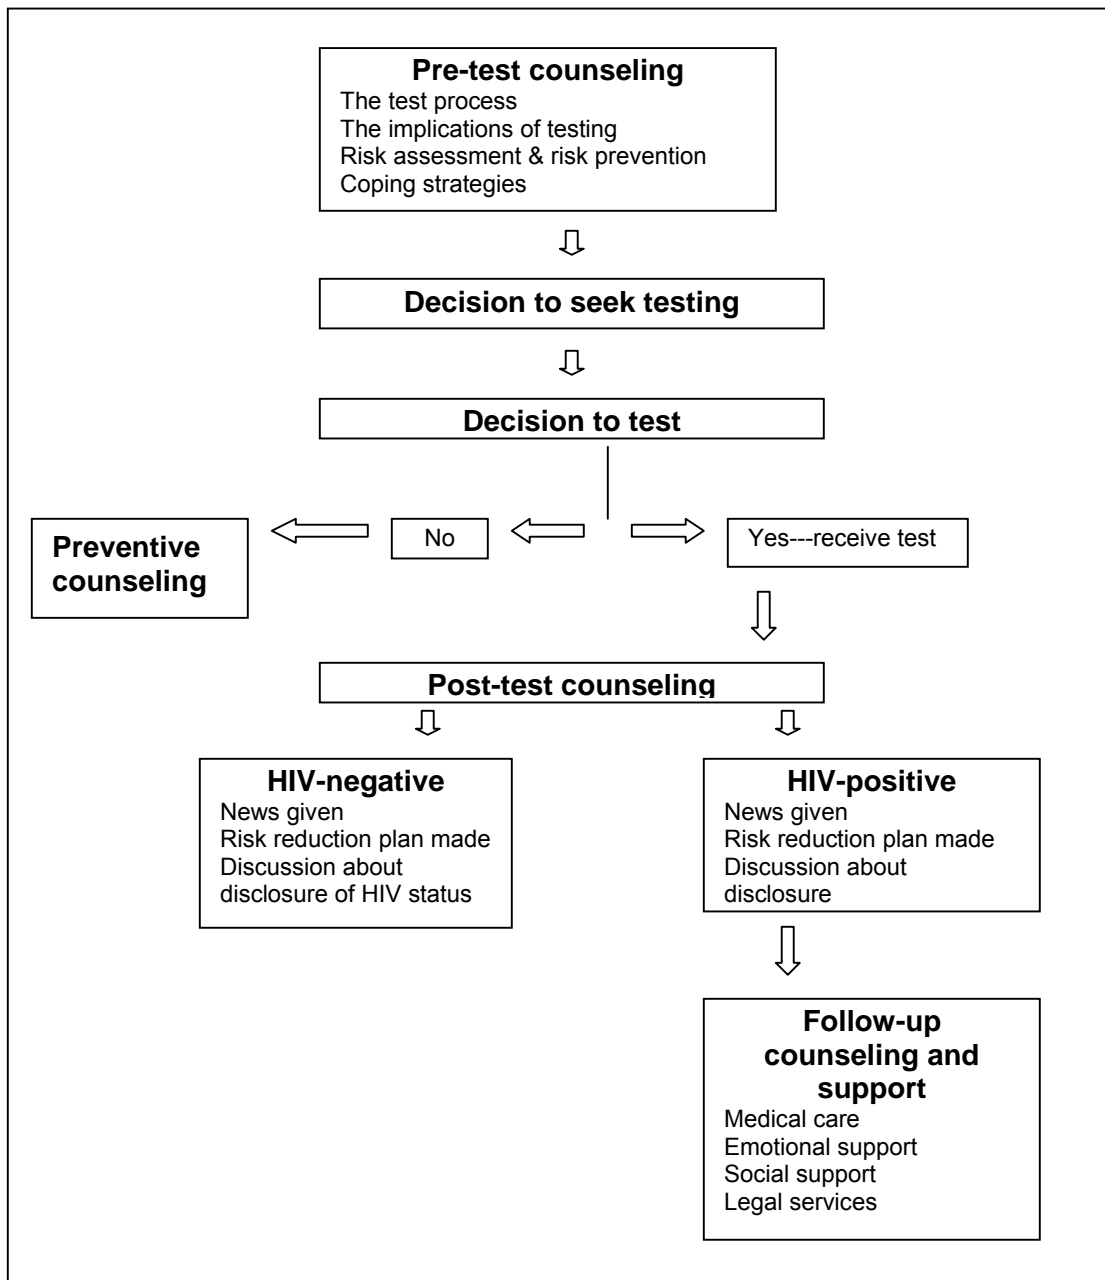 Pre-test counseling
The test process
The implications of testing
Risk assessment & risk prevention
Coping strategies
Decision to seek testing
Decision to test
Preventive
counseling
No
Yes---receive test
Post-test counseling
HIV-negative
News given
Risk reduction plan made
Discussion about
disclosure of HIV status
HIV-positive
News given
Risk reduction plan made
Discussion about
disclosure
Follow-up
counseling and
support
Medical care
Emotional support
Social support
Legal services